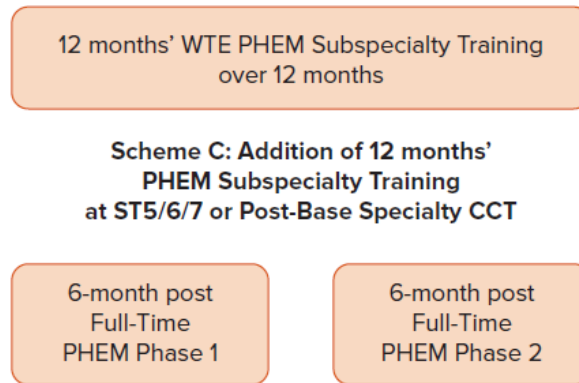 12 months' WTE PHEM Subspecialty Training
over 12 months
Scheme C: Addition of 12 months'
PHEM Subspecialty Training
at ST5/6/7 or Post-Base Specialty CCT
6-month post
Full-Time
PHEM Phase 1
6-month post
Full-Time
PHEM Phase 2